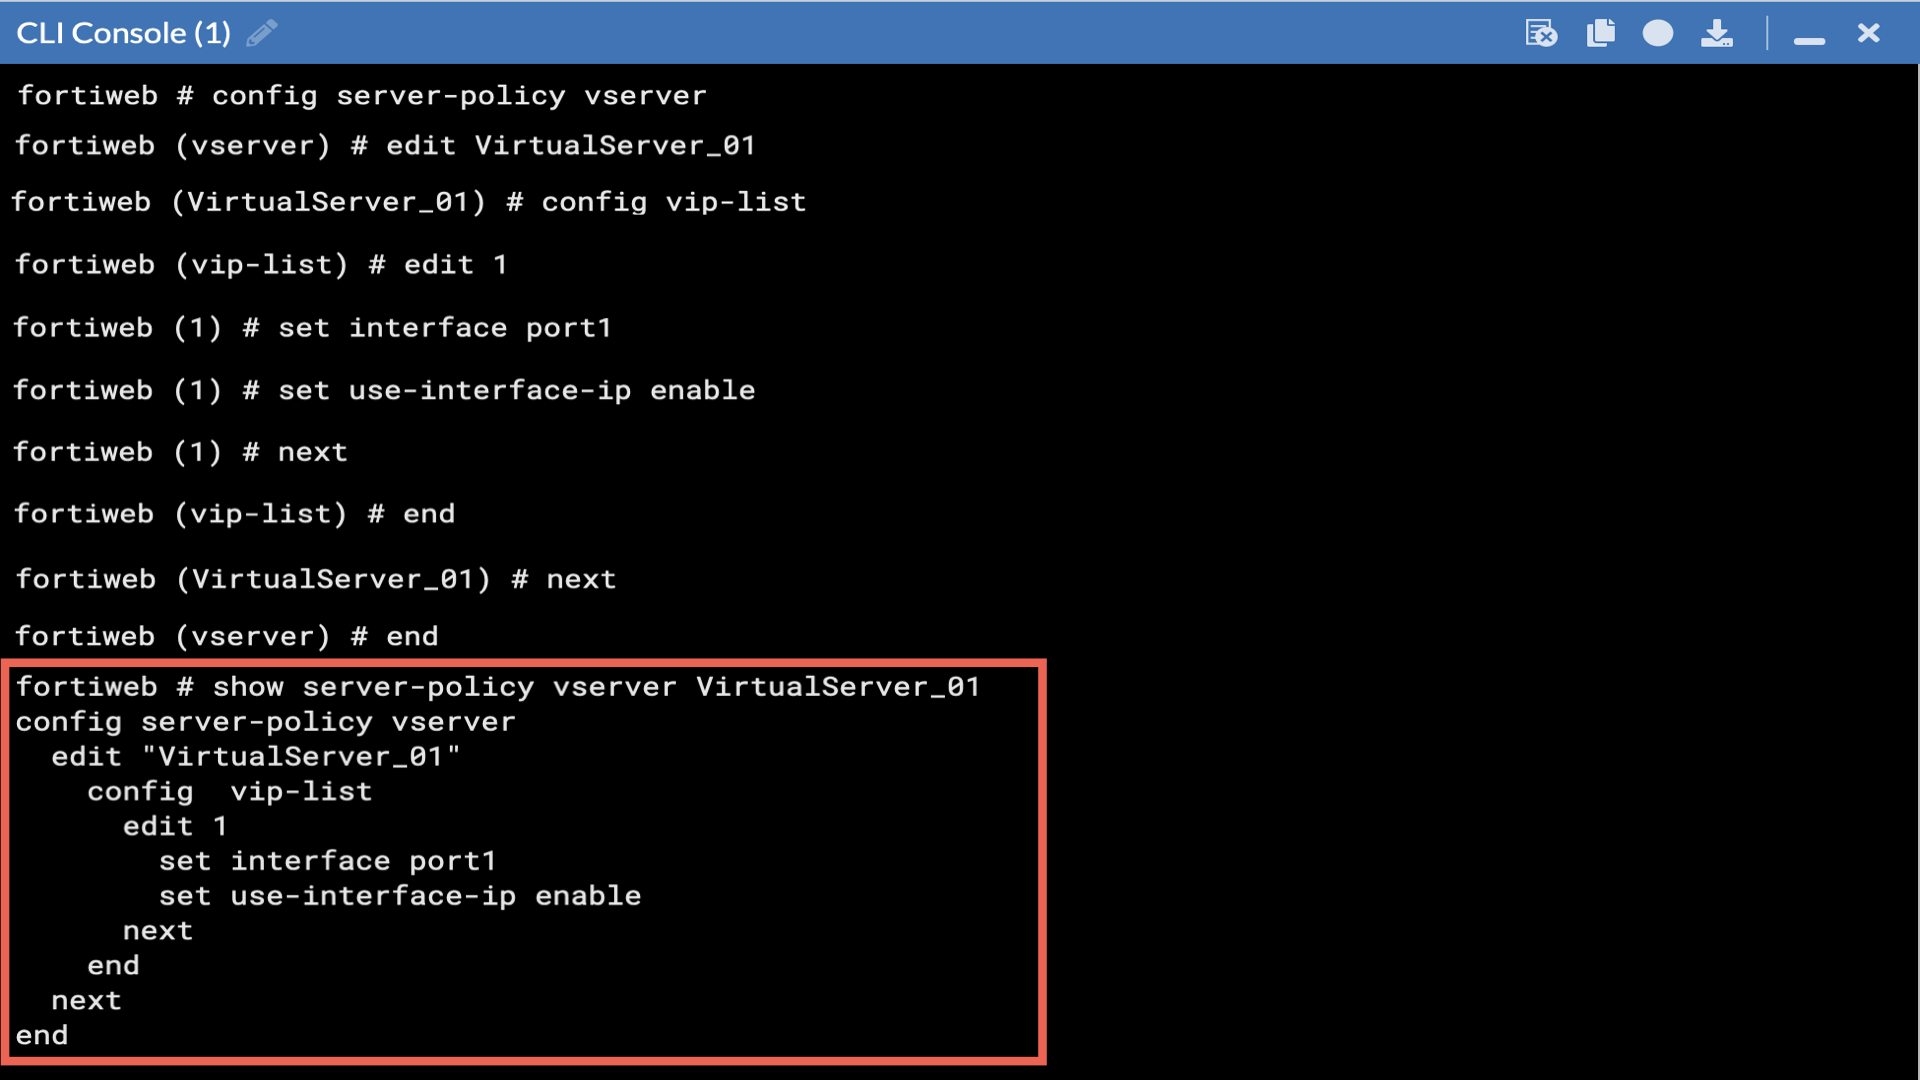 CLI Console (1)
fortiweb # config server-policy vserver
fortiweb (vserver) # edit VirtualServer_01
fortiweb (VirtualServer_01) # config vip-list
fortiweb (vip-list) # edit 1
fortiweb (1) # set interface port1
fortiweb (1) # set use-interface-ip enable
fortiweb (1) # next
fortiweb (vip-list) # end
fortiweb (VirtualServer_01) # next
fortiweb (vserver) # end
fortiweb # show server-policy vserver VirtualServer_01
config server-policy vserver
  edit "VirtualServer_01"
    config  vip-list
      edit 1
        set interface port1
        set use-interface-ip enable
      next
    end
  next
end